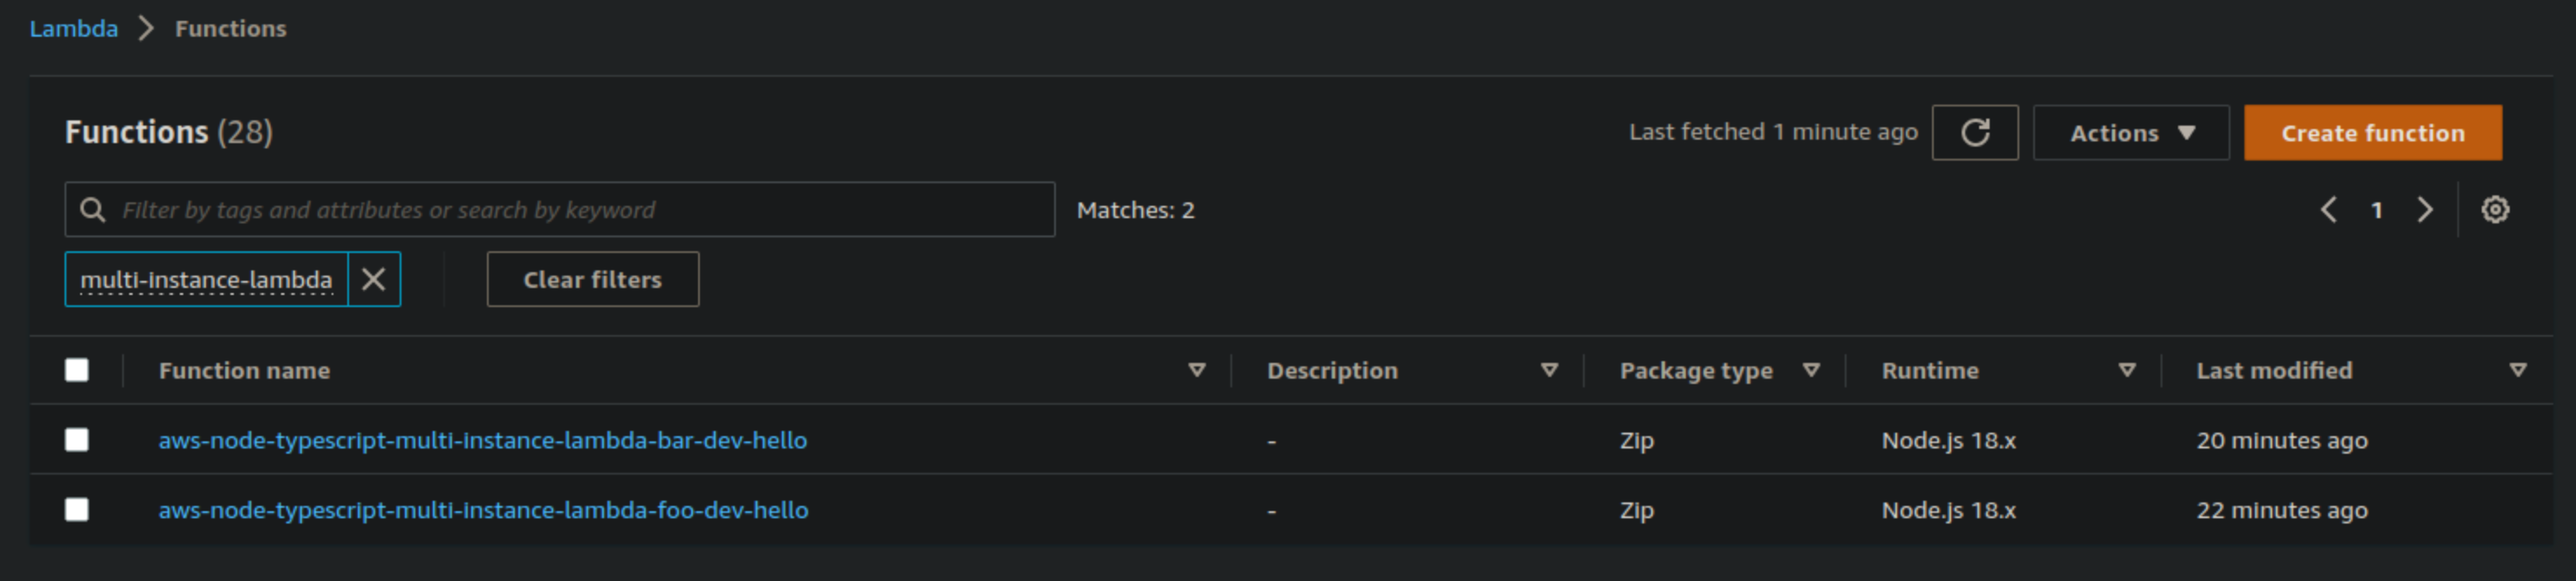 Lambda > Functions
Functions (28) Last fetched 1 minute ago Actions Create function
Filter by tags and attributes or search by keyword Matches: 2 1
multi-instance-lambda Clear filters
Function name Description Package type Runtime Last modified
aws-node-typescript-multi-instance-lambda-bar-dev-hello - Zip Node.js 18.x 20 minutes ago
aws-node-typescript-multi-instance-lambda-foo-dev-hello - Zip Node.js 18.x 22 minutes ago